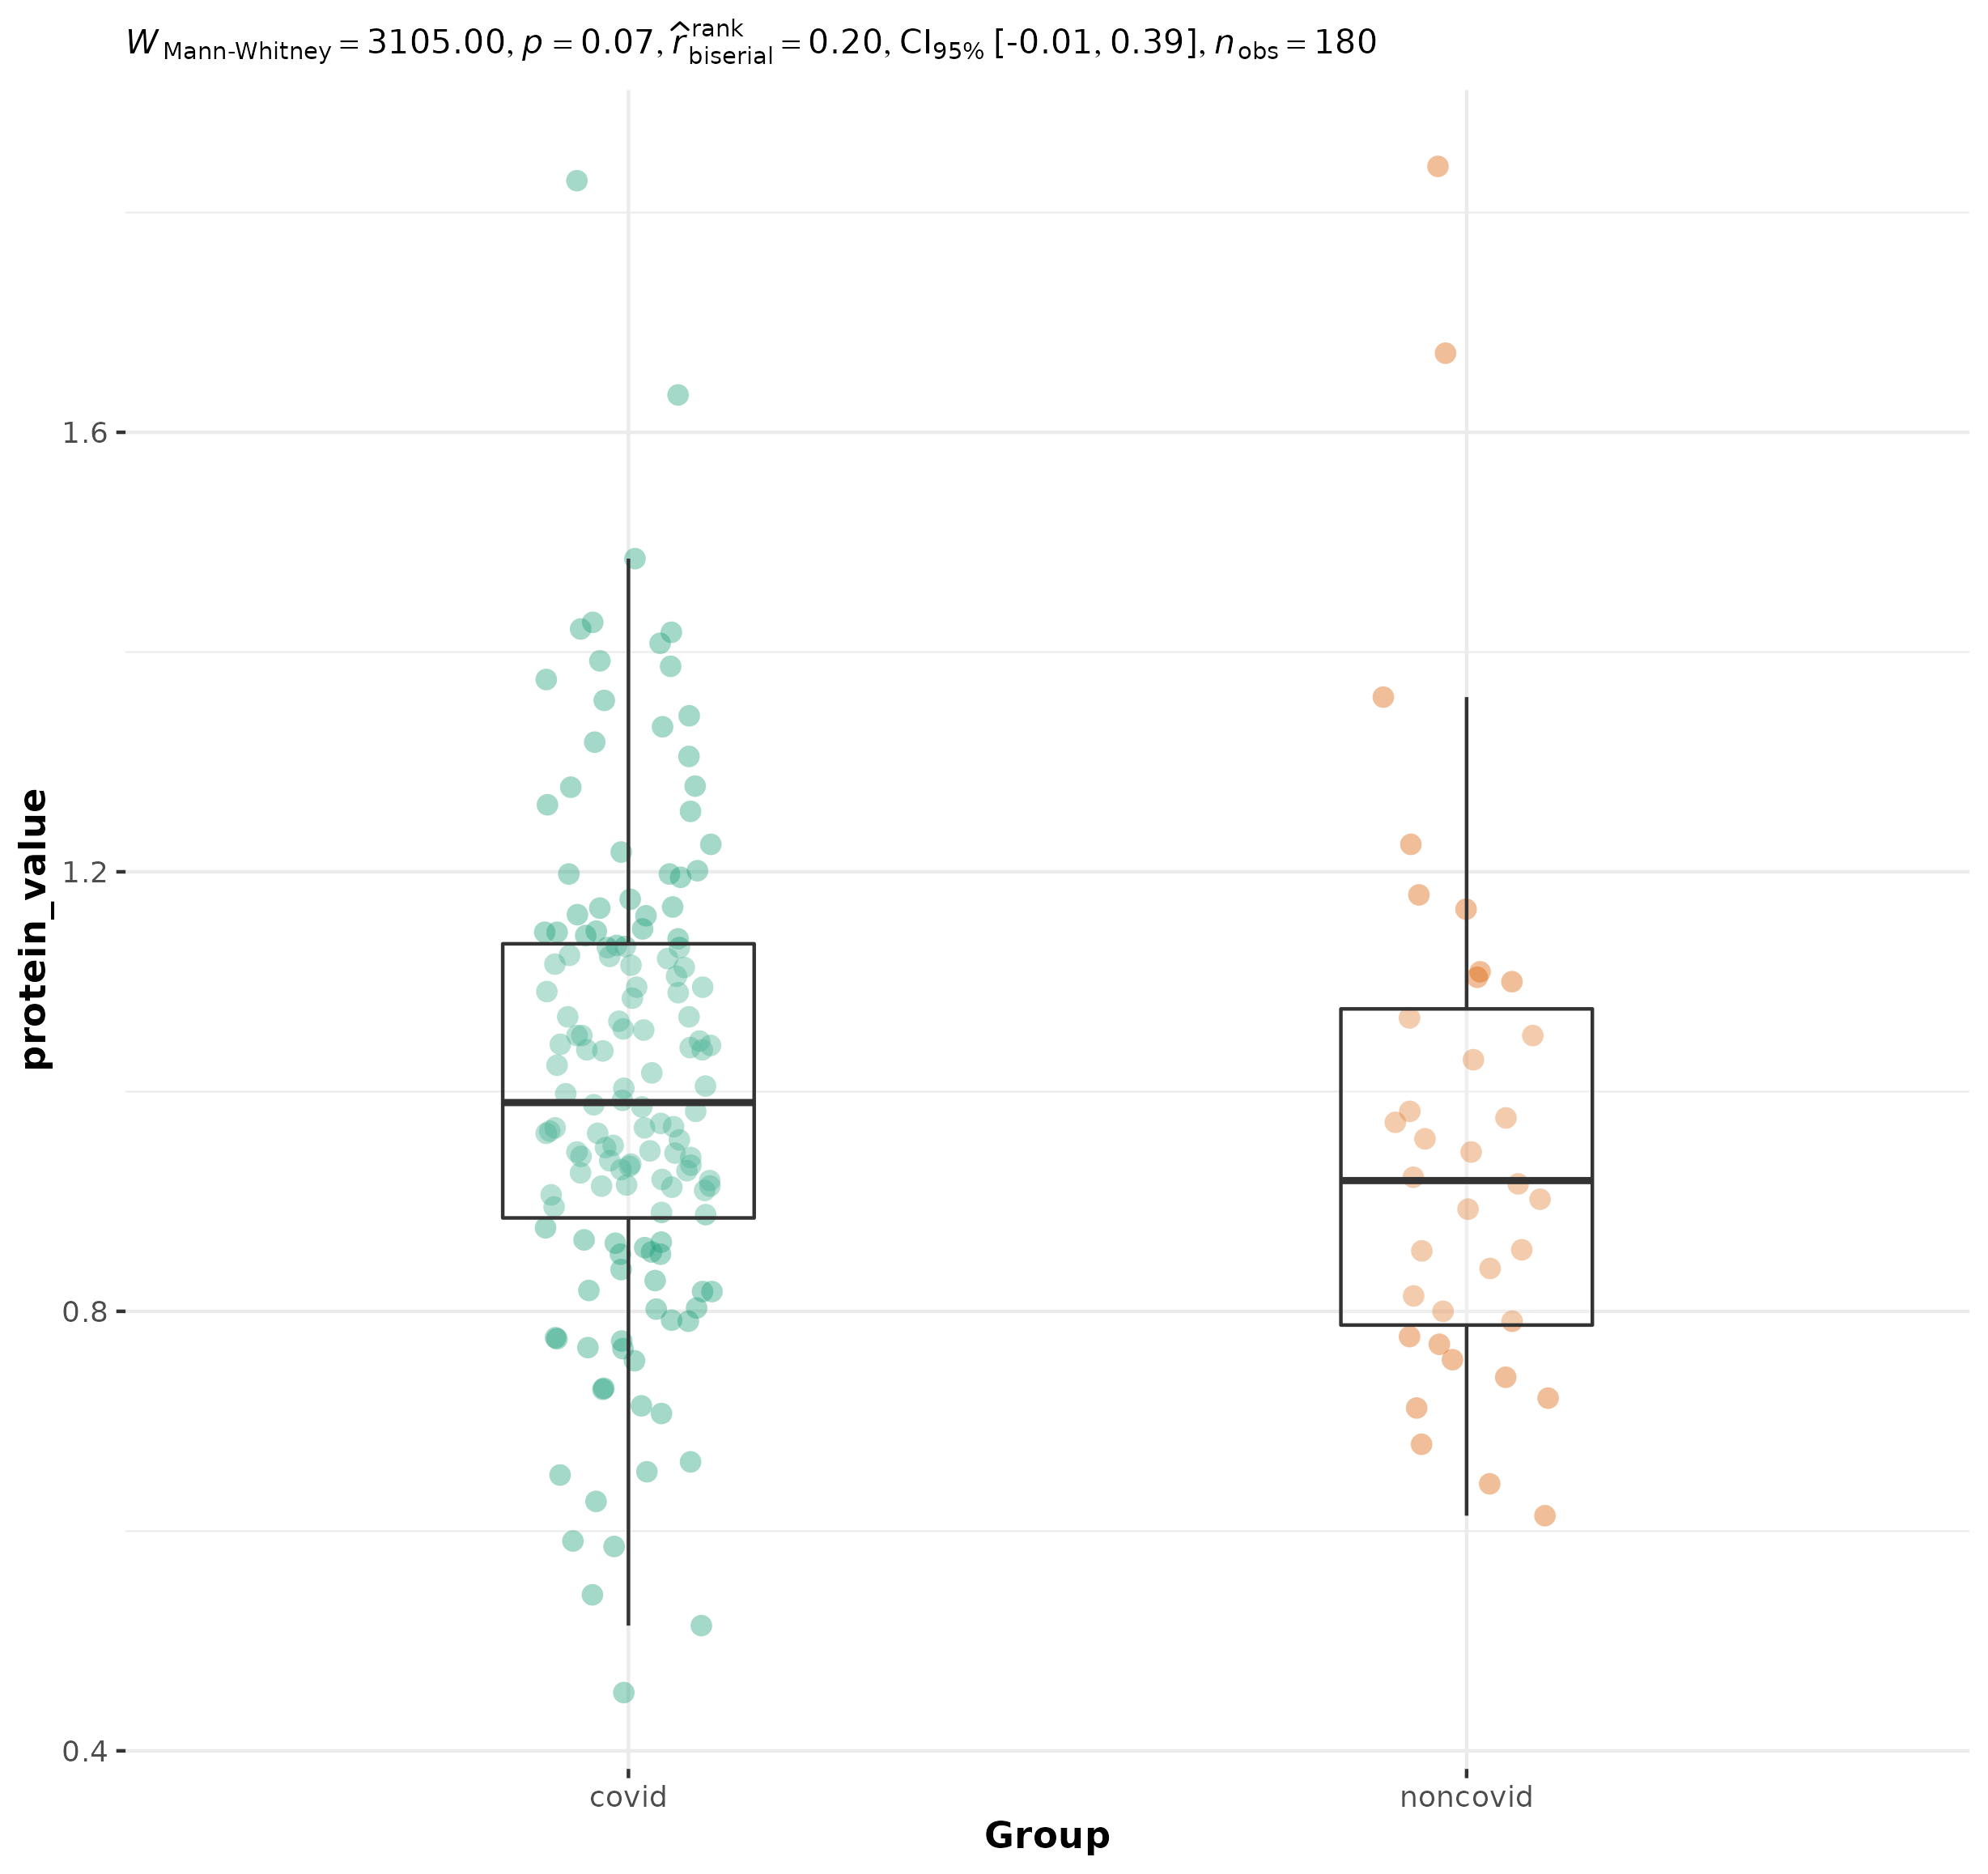 W Mann-Whitney = 3105.00, p = 0.07, r̂ rank biserial = 0.20, CI95% [-0.01, 0.39], n obs = 180
protein_value
1.6
1.2
0.8
0.4
covid noncovid
Group